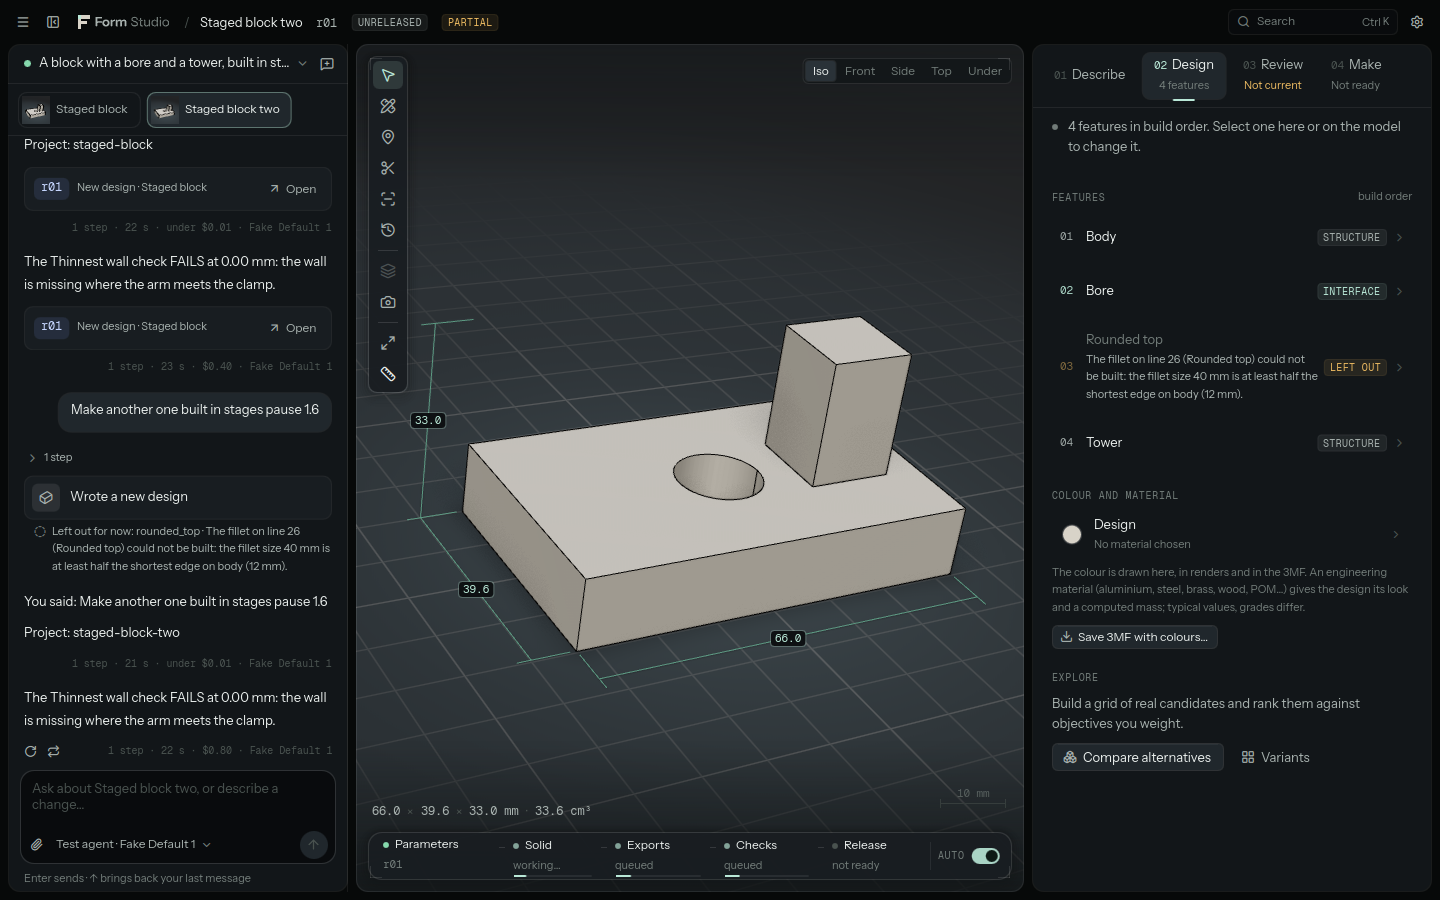 Form Studio / Staged block two r01 UNRELEASED PARTIAL
Search Ctrl K
A block with a bore and a tower, built in st...
Staged block
Staged block two
Project: staged-block
r01 New design · Staged block Open
1 step · 22 s · under $0.01 · Fake Default 1
The Thinnest wall check FAILS at 0.00 mm: the wall
is missing where the arm meets the clamp.
r01 New design · Staged block Open
1 step · 23 s · $0.40 · Fake Default 1
Make another one built in stages pause 1.6
1 step
Wrote a new design
Left out for now: rounded_top · The fillet on line 26
(Rounded top) could not be built: the fillet size 40 mm is
at least half the shortest edge on body (12 mm).
You said: Make another one built in stages pause 1.6
Project: staged-block-two
1 step · 21 s · under $0.01 · Fake Default 1
The Thinnest wall check FAILS at 0.00 mm: the wall
is missing where the arm meets the clamp.
1 step · 22 s · $0.80 · Fake Default 1
Ask about Staged block two, or describe a
change...
Test agent · Fake Default 1
Enter sends · ↑ brings back your last message
Iso Front Side Top Under
33.0
39.6
66.0
10 mm
66.0 × 39.6 × 33.0 mm · 33.6 cm³
Parameters
r01
Solid
working...
Exports
queued
Checks
queued
Release
not ready
AUTO
01 Describe
02 Design
4 features
03 Review
Not current
04 Make
Not ready
4 features in build order. Select one here or on the model
to change it.
FEATURES build order
01 Body STRUCTURE
02 Bore INTERFACE
Rounded top
03 The fillet on line 26 (Rounded top) could not
be built: the fillet size 40 mm is at least half the
shortest edge on body (12 mm).
LEFT OUT
04 Tower STRUCTURE
COLOUR AND MATERIAL
Design
No material chosen
The colour is drawn here, in renders and in the 3MF. An engineering
material (aluminium, steel, brass, wood, POM...) gives the design its look
and a computed mass; typical values, grades differ.
Save 3MF with colours...
EXPLORE
Build a grid of real candidates and rank them against
objectives you weight.
Compare alternatives
Variants